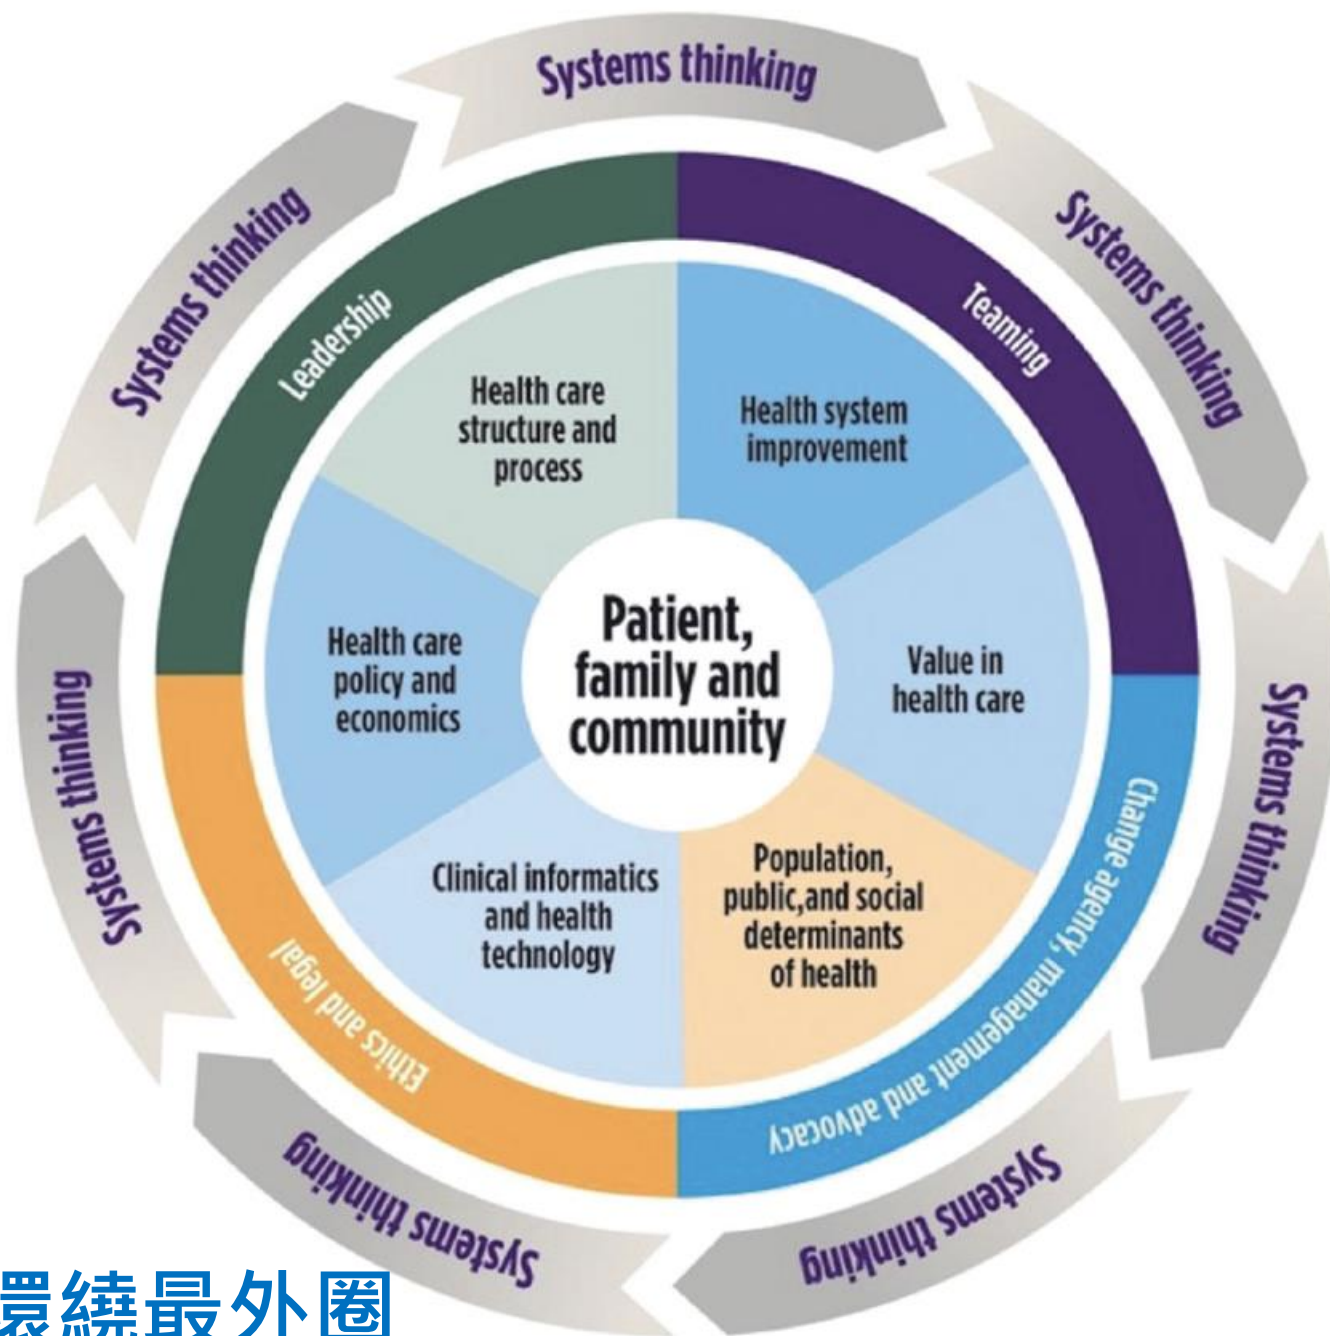 Systems thinking
Systems thinking
Systems thinking
Systems thinking
Systems thinking
Systems thinking
Systems thinking
Leadership
Teaming
Change agency, management and advocacy
Ethics and legal
Health care
structure and
process
Health system
improvement
Value in
health care
Population,
public,and social
determinants
of health
Clinical informatics
and health
technology
Health care
policy and
economics
Patient,
family and
community
環繞最外圈